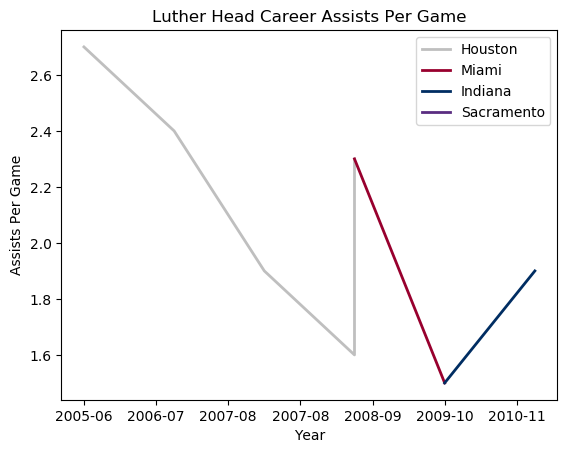 Luther Head Career Assists Per Game
Houston
Miami
Indiana
Sacramento
Assists Per Game
2.6
2.4
2.2
2.0
1.8
1.6
2005-06 2006-07 2007-08 2007-08 2008-09 2009-10 2010-11
Year